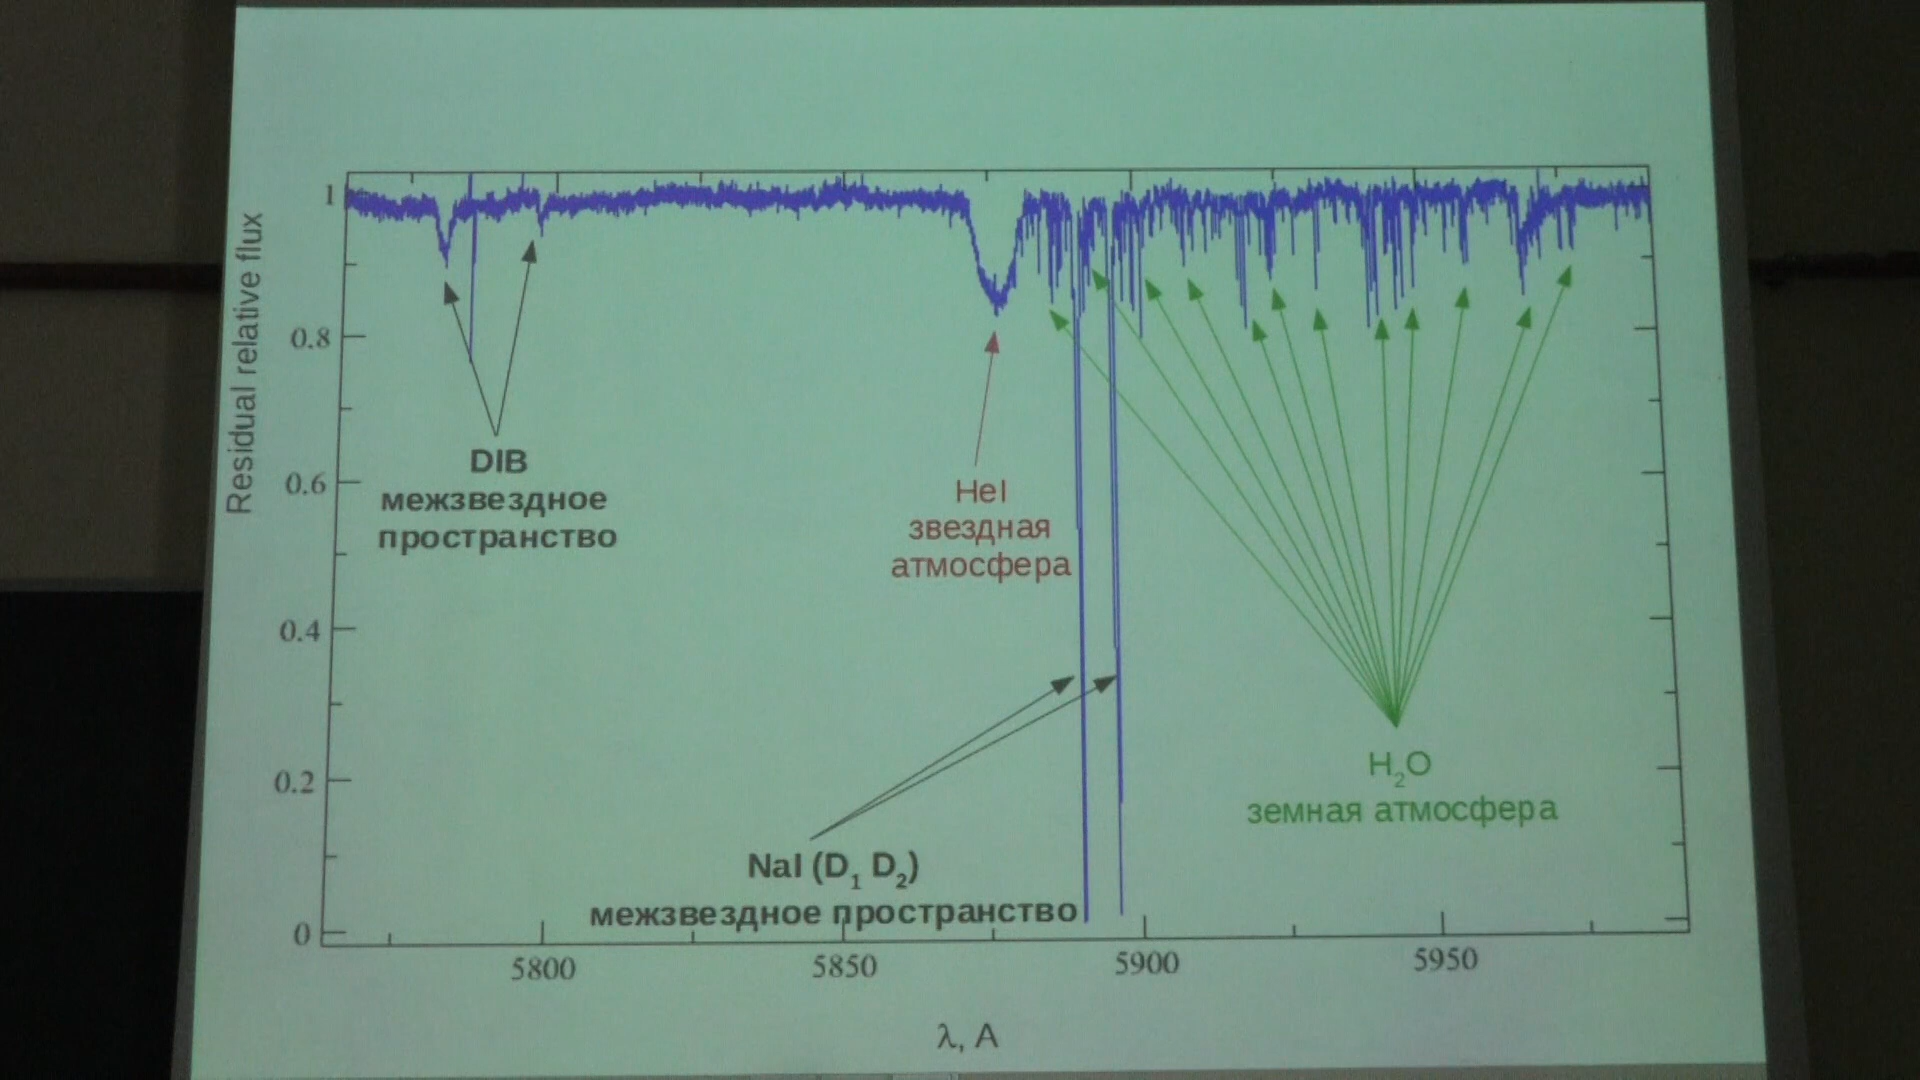 Residual relative flux
1
0.8
0.6
0.4
0.2
0
DIB
межзвездное
пространство
HeI
звездная
атмосфера
NaI (D₁ D₂)
межзвездное пространство
H₂O
земная атмосфера
5800
5850
5900
5950
λ, A